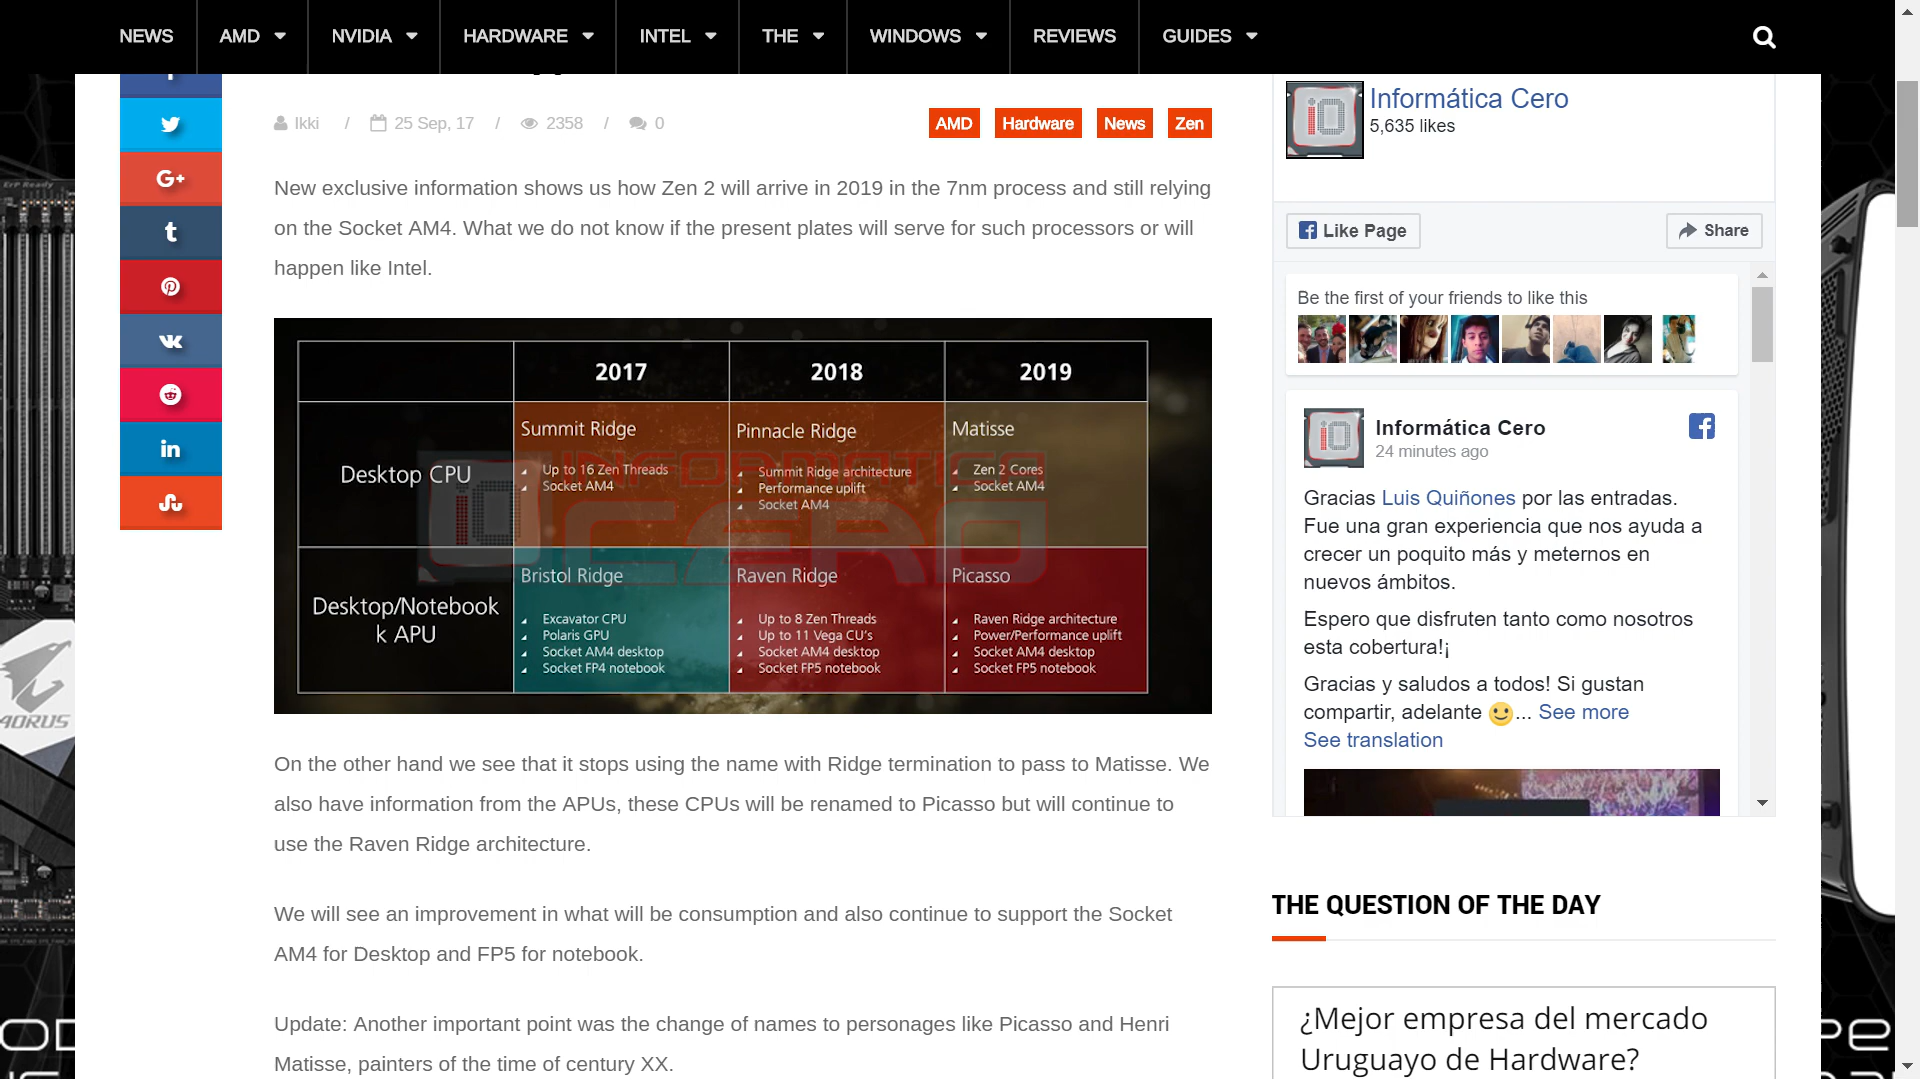 NEWS
AMD
NVIDIA
HARDWARE
INTEL
THE
WINDOWS
REVIEWS
GUIDES
Ikki / 25 Sep, 17 / 2358 / 0
AMD
Hardware
News
Zen
New exclusive information shows us how Zen 2 will arrive in 2019 in the 7nm process and still relying
on the Socket AM4. What we do not know if the present plates will serve for such processors or will
happen like Intel.
2017
2018
2019
Desktop CPU
Summit Ridge
Up to 16 Zen Threads
Socket AM4
Pinnacle Ridge
Summit Ridge architecture
Performance uplift
Socket AM4
Matisse
Zen 2 Cores
Socket AM4
Desktop/Notebook
k APU
Bristol Ridge
Excavator CPU
Polaris GPU
Socket AM4 desktop
Socket FP4 notebook
Raven Ridge
Up to 8 Zen Threads
Up to 11 Vega CU's
Socket AM4 desktop
Socket FP5 notebook
Picasso
Raven Ridge architecture
Power/Performance uplift
Socket AM4 desktop
Socket FP5 notebook
INFORMATICA
CERO
On the other hand we see that it stops using the name with Ridge termination to pass to Matisse. We
also have information from the APUs, these CPUs will be renamed to Picasso but will continue to
use the Raven Ridge architecture.
We will see an improvement in what will be consumption and also continue to support the Socket
AM4 for Desktop and FP5 for notebook.
Update: Another important point was the change of names to personages like Picasso and Henri
Matisse, painters of the time of century XX.
Informática Cero
5,635 likes
Like Page
Share
Be the first of your friends to like this
Informática Cero
24 minutes ago
Gracias Luis Quiñones por las entradas.
Fue una gran experiencia que nos ayuda a
crecer un poquito más y meternos en
nuevos ámbitos.
Espero que disfruten tanto como nosotros
esta cobertura!¡
Gracias y saludos a todos! Si gustan
compartir, adelante 🙂... See more
See translation
THE QUESTION OF THE DAY
¿Mejor empresa del mercado
Uruguayo de Hardware?
AORUS